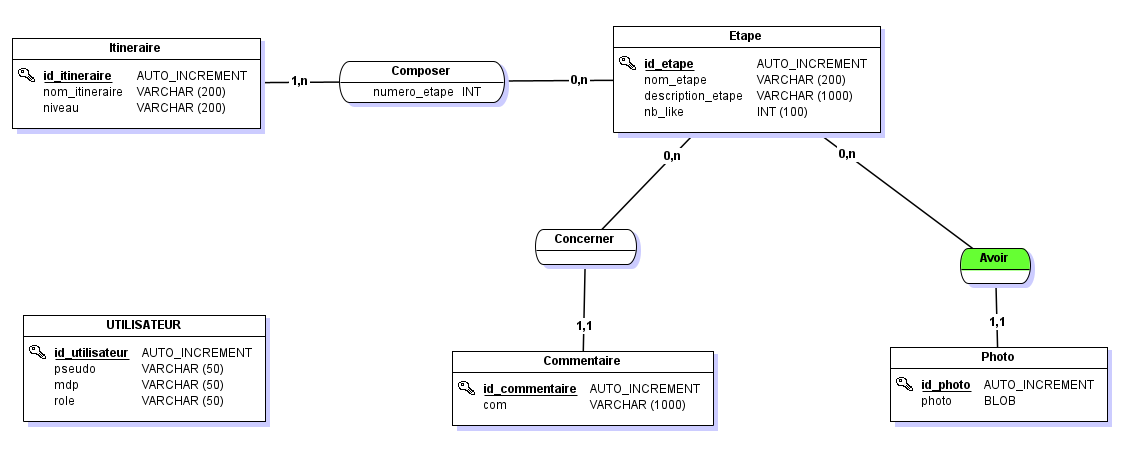 Itineraire
id_itineraire AUTO_INCREMENT
nom_itineraire VARCHAR (200)
niveau VARCHAR (200)
1,n
Composer
numero_etape INT
0,n
Etape
id_etape AUTO_INCREMENT
nom_etape VARCHAR (200)
description_etape VARCHAR (1000)
nb_like INT (100)
0,n
0,n
Concerner
Avoir
1,1
1,1
UTILISATEUR
id_utilisateur AUTO_INCREMENT
pseudo VARCHAR (50)
mdp VARCHAR (50)
role VARCHAR (50)
Commentaire
id_commentaire AUTO_INCREMENT
com VARCHAR (1000)
Photo
id_photo AUTO_INCREMENT
photo BLOB